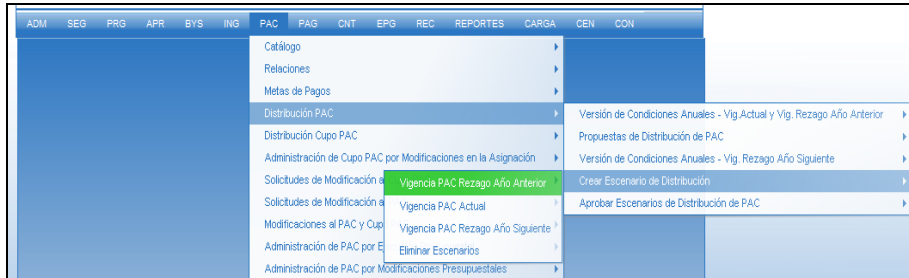 ADM SEG PRG APR BYS ING PAC PAG CNT EPG REC REPORTES CARGA CEN CON
Catálogo
Relaciones
Metas de Pagos
Distribución PAC
Distribución Cupo PAC
Administración de Cupo PAC por Modificaciones en la Asignación
Solicitudes de Modificación a
Solicitudes de Modificación a
Modificaciones al PAC y Cup
Administración de PAC por E
Administración de PAC por Modificaciones Presupuestales
Versión de Condiciones Anuales - Vig.Actual y Vig. Rezago Año Anterior
Propuestas de Distribución de PAC
Versión de Condiciones Anuales - Vig. Rezago Año Siguiente
Crear Escenario de Distribución
Aprobar Escenarios de Distribución de PAC
Vigencia PAC Rezago Año Anterior
Vigencia PAC Actual
Vigencia PAC Rezago Año Siguiente
Eliminar Escenarios